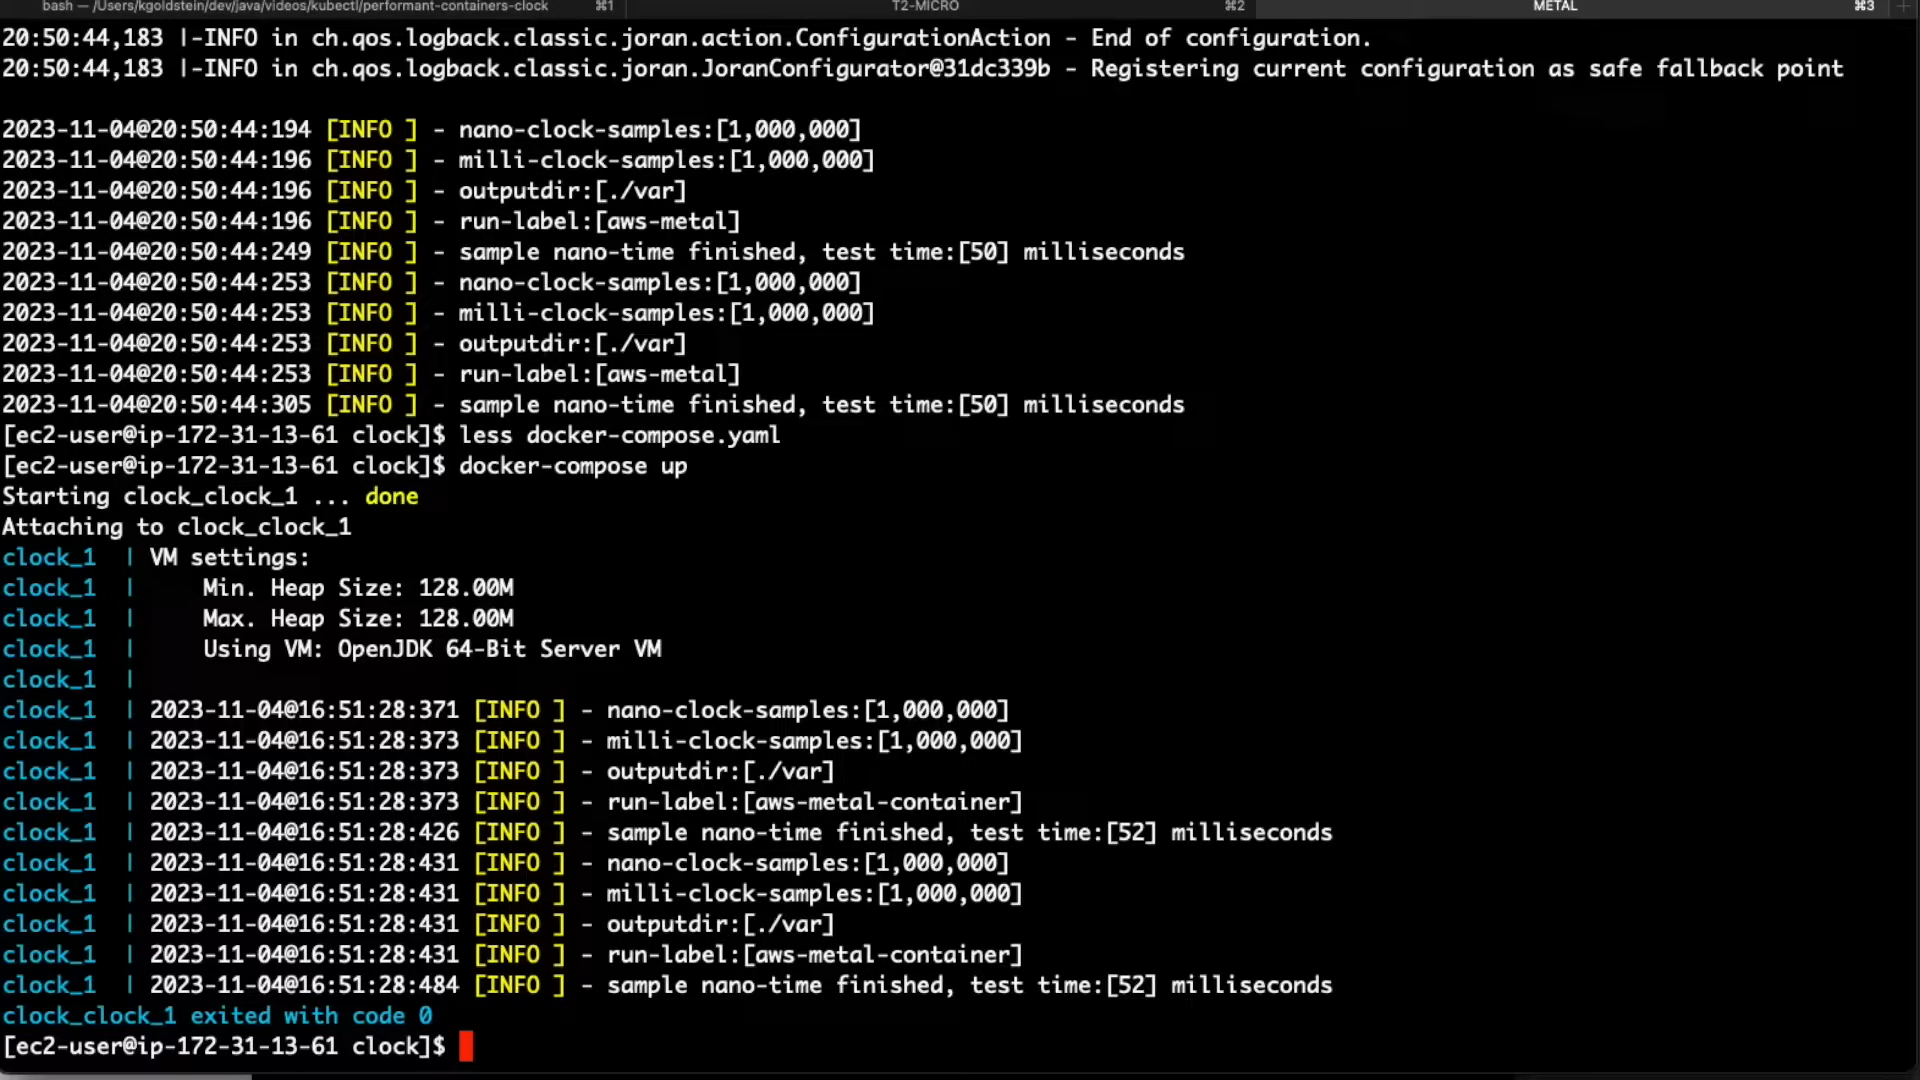 bash — /Users/kgoldstein/dev/java/videos/kubectl/performant-containers-clock ⌘1 T2-MICRO ⌘2 METAL ⌘3
20:50:44,183 |-INFO in ch.qos.logback.classic.joran.action.ConfigurationAction - End of configuration.
20:50:44,183 |-INFO in ch.qos.logback.classic.joran.JoranConfigurator@31dc339b - Registering current configuration as safe fallback point
2023-11-04@20:50:44:194 [INFO ] - nano-clock-samples:[1,000,000]
2023-11-04@20:50:44:196 [INFO ] - milli-clock-samples:[1,000,000]
2023-11-04@20:50:44:196 [INFO ] - outputdir:[./var]
2023-11-04@20:50:44:196 [INFO ] - run-label:[aws-metal]
2023-11-04@20:50:44:249 [INFO ] - sample nano-time finished, test time:[50] milliseconds
2023-11-04@20:50:44:253 [INFO ] - nano-clock-samples:[1,000,000]
2023-11-04@20:50:44:253 [INFO ] - milli-clock-samples:[1,000,000]
2023-11-04@20:50:44:253 [INFO ] - outputdir:[./var]
2023-11-04@20:50:44:253 [INFO ] - run-label:[aws-metal]
2023-11-04@20:50:44:305 [INFO ] - sample nano-time finished, test time:[50] milliseconds
[ec2-user@ip-172-31-13-61 clock]$ less docker-compose.yaml
[ec2-user@ip-172-31-13-61 clock]$ docker-compose up
Starting clock_clock_1 ... done
Attaching to clock_clock_1
clock_1 | VM settings:
clock_1 | Min. Heap Size: 128.00M
clock_1 | Max. Heap Size: 128.00M
clock_1 | Using VM: OpenJDK 64-Bit Server VM
clock_1 |
clock_1 | 2023-11-04@16:51:28:371 [INFO ] - nano-clock-samples:[1,000,000]
clock_1 | 2023-11-04@16:51:28:373 [INFO ] - milli-clock-samples:[1,000,000]
clock_1 | 2023-11-04@16:51:28:373 [INFO ] - outputdir:[./var]
clock_1 | 2023-11-04@16:51:28:373 [INFO ] - run-label:[aws-metal-container]
clock_1 | 2023-11-04@16:51:28:426 [INFO ] - sample nano-time finished, test time:[52] milliseconds
clock_1 | 2023-11-04@16:51:28:431 [INFO ] - nano-clock-samples:[1,000,000]
clock_1 | 2023-11-04@16:51:28:431 [INFO ] - milli-clock-samples:[1,000,000]
clock_1 | 2023-11-04@16:51:28:431 [INFO ] - outputdir:[./var]
clock_1 | 2023-11-04@16:51:28:431 [INFO ] - run-label:[aws-metal-container]
clock_1 | 2023-11-04@16:51:28:484 [INFO ] - sample nano-time finished, test time:[52] milliseconds
clock_clock_1 exited with code 0
[ec2-user@ip-172-31-13-61 clock]$